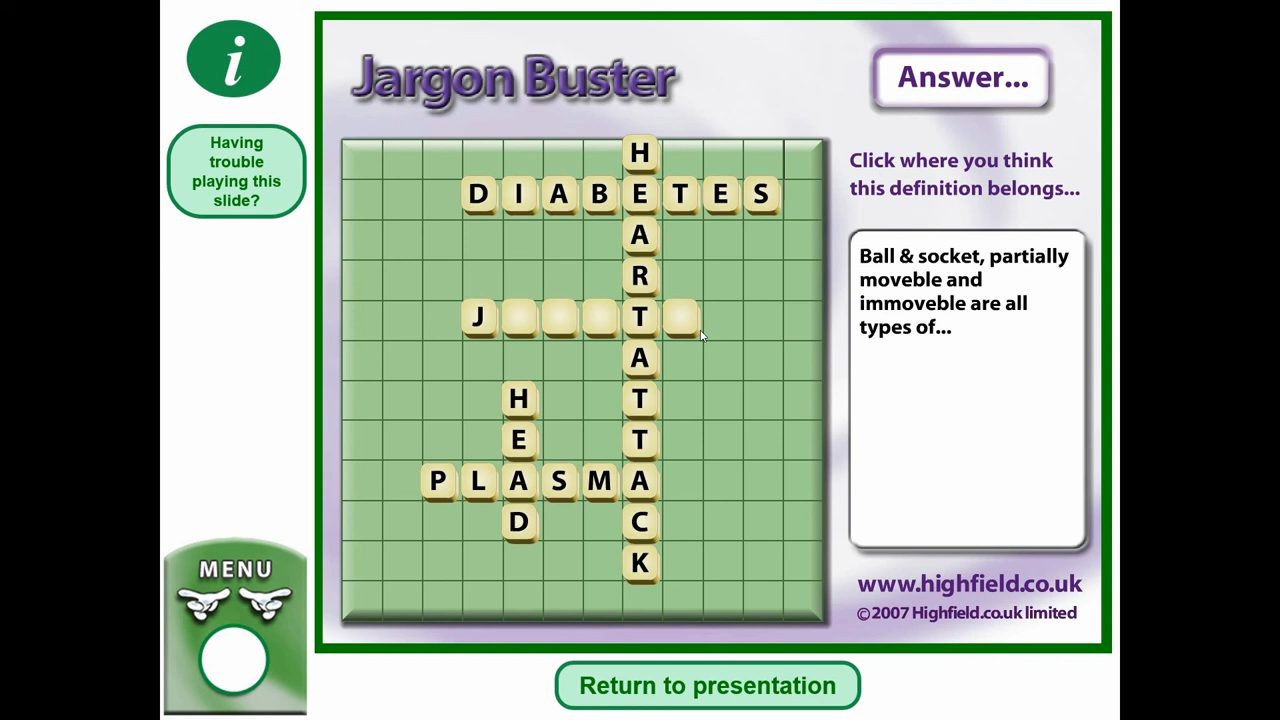 i
Having
trouble
playing this
slide?
MENU
Jargon Buster
H
DIABETES
A
R
J T
A
H T
E T
PLASMA
D C
K
Answer...
Click where you think
this definition belongs...
Ball & socket, partially
moveble and
immoveble are all
types of...
www.highfield.co.uk
©2007 Highfield.co.uk limited
Return to presentation